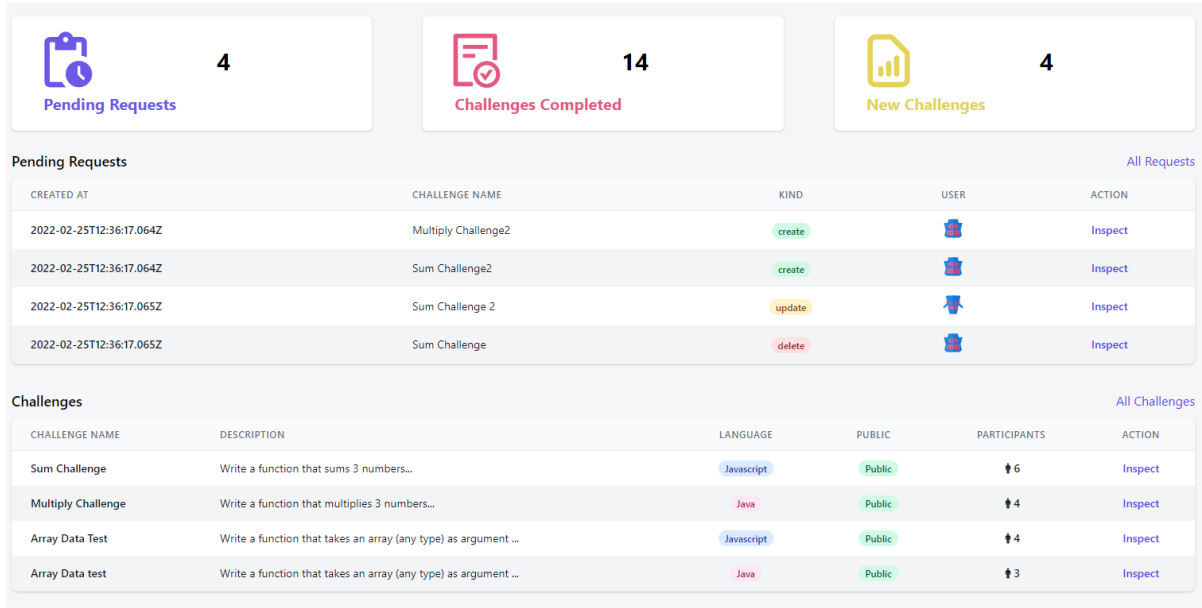 4 14 4
Pending Requests Challenges Completed New Challenges
Pending Requests All Requests
CREATED AT CHALLENGE NAME KIND USER ACTION
2022-02-25T12:36:17.064Z Multiply Challenge2 create Inspect
2022-02-25T12:36:17.064Z Sum Challenge2 create Inspect
2022-02-25T12:36:17.065Z Sum Challenge 2 update Inspect
2022-02-25T12:36:17.065Z Sum Challenge delete Inspect
Challenges All Challenges
CHALLENGE NAME DESCRIPTION LANGUAGE PUBLIC PARTICIPANTS ACTION
Sum Challenge Write a function that sums 3 numbers... Javascript Public 6 Inspect
Multiply Challenge Write a function that multiplies 3 numbers... Java Public 4 Inspect
Array Data Test Write a function that takes an array (any type) as argument ... Javascript Public 4 Inspect
Array Data test Write a function that takes an array (any type) as argument ... Java Public 3 Inspect